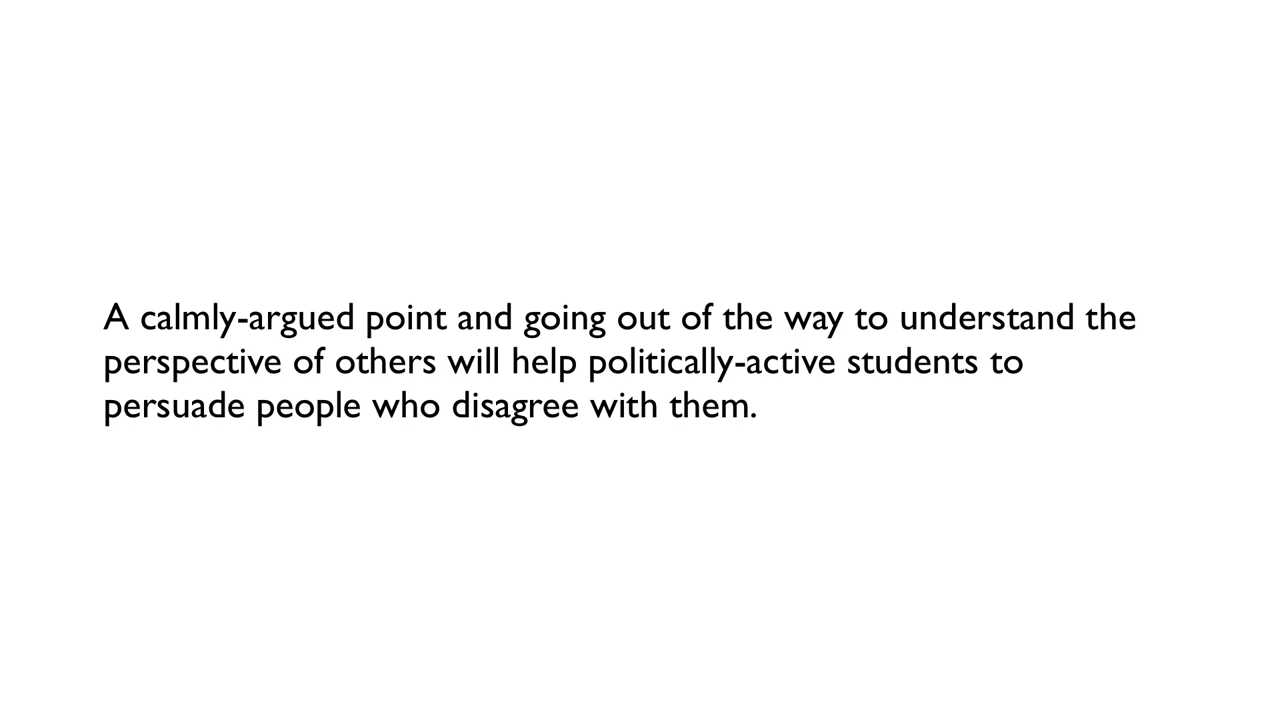 A calmly-argued point and going out of the way to understand the
perspective of others will help politically-active students to
persuade people who disagree with them.